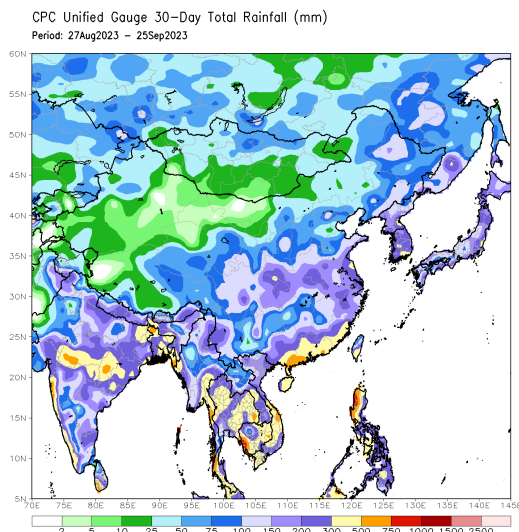 CPC Unified Gauge 30-Day Total Rainfall (mm)
Period: 27Aug2023 - 25Sep2023
60N
55N
50N
45N
40N
35N
30N
25N
20N
15N
10N
5N
70E 75E 80E 85E 90E 95E 100E 105E 110E 115E 120E 125E 130E 135E 140E 145E
2 5 10 25 50 75 100 150 200 300 500 750 1000 1500 2500